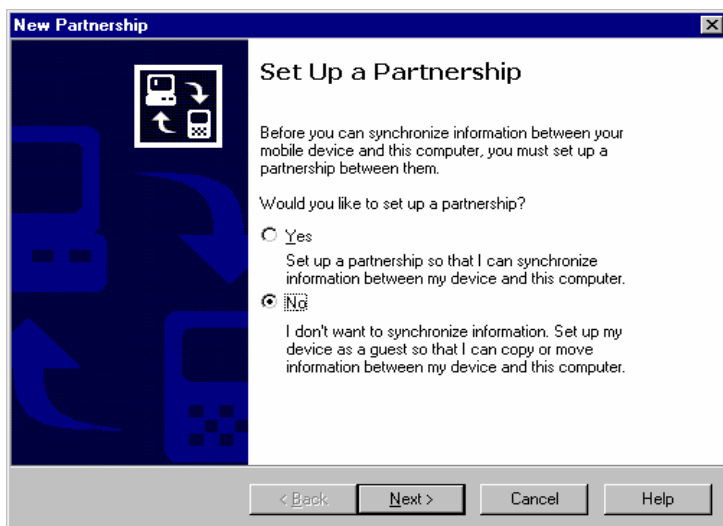 New Partnership
Set Up a Partnership
Before you can synchronize information between your
mobile device and this computer, you must set up a
partnership between them.
Would you like to set up a partnership?
Yes
Set up a partnership so that I can synchronize
information between my device and this computer.
No
I don't want to synchronize information. Set up my
device as a guest so that I can copy or move
information between my device and this computer.
< Back Next > Cancel Help